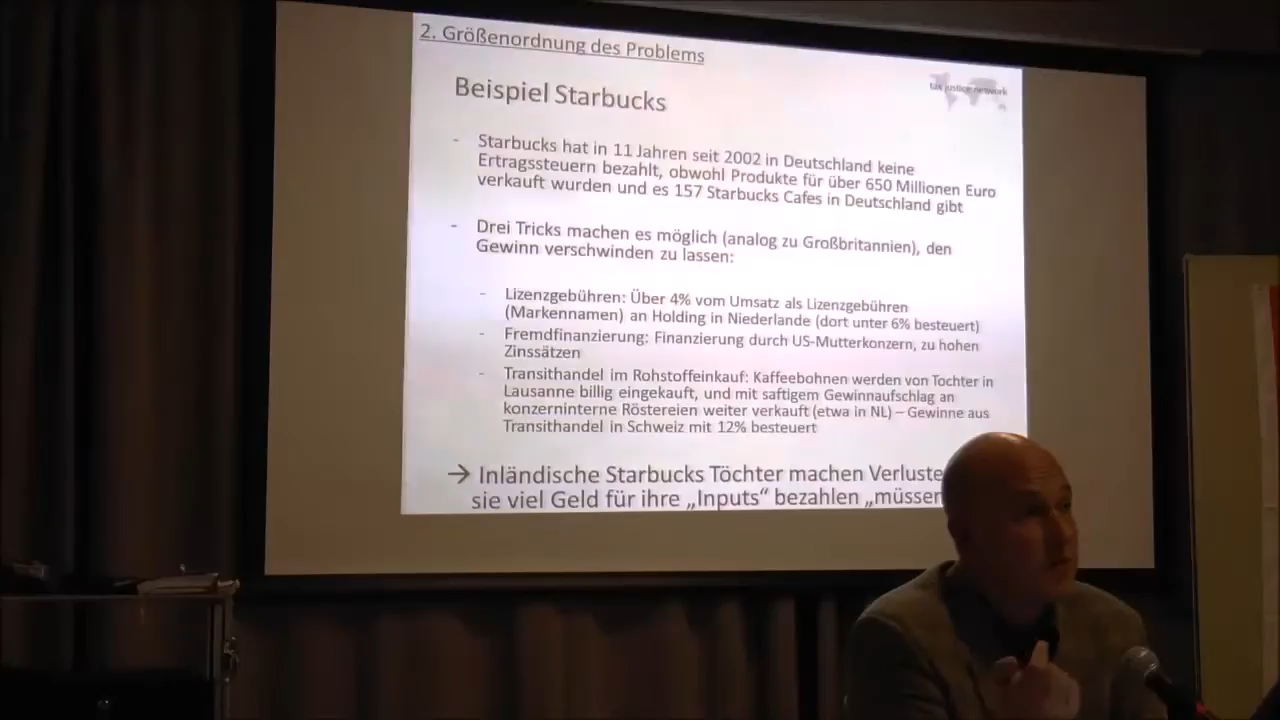 2. Größenordnung des Problems
tax justice network
Beispiel Starbucks
- Starbucks hat in 11 Jahren seit 2002 in Deutschland keine
Ertragssteuern bezahlt, obwohl Produkte für über 650 Millionen Euro
verkauft wurden und es 157 Starbucks Cafes in Deutschland gibt
- Drei Tricks machen es möglich (analog zu Großbritannien), den
Gewinn verschwinden zu lassen:
- Lizenzgebühren: Über 4% vom Umsatz als Lizenzgebühren
(Markennamen) an Holding in Niederlande (dort unter 6% besteuert)
- Fremdfinanzierung: Finanzierung durch US-Mutterkonzern, zu hohen
Zinssätzen
- Transithandel im Rohstoffeinkauf: Kaffeebohnen werden von Tochter in
Lausanne billig eingekauft, und mit saftigem Gewinnaufschlag an
konzerninterne Röstereien weiter verkauft (etwa in NL) – Gewinne aus
Transithandel in Schweiz mit 12% besteuert
→ Inländische Starbucks Töchter machen Verluste
sie viel Geld für ihre „Inputs“ bezahlen „müssen